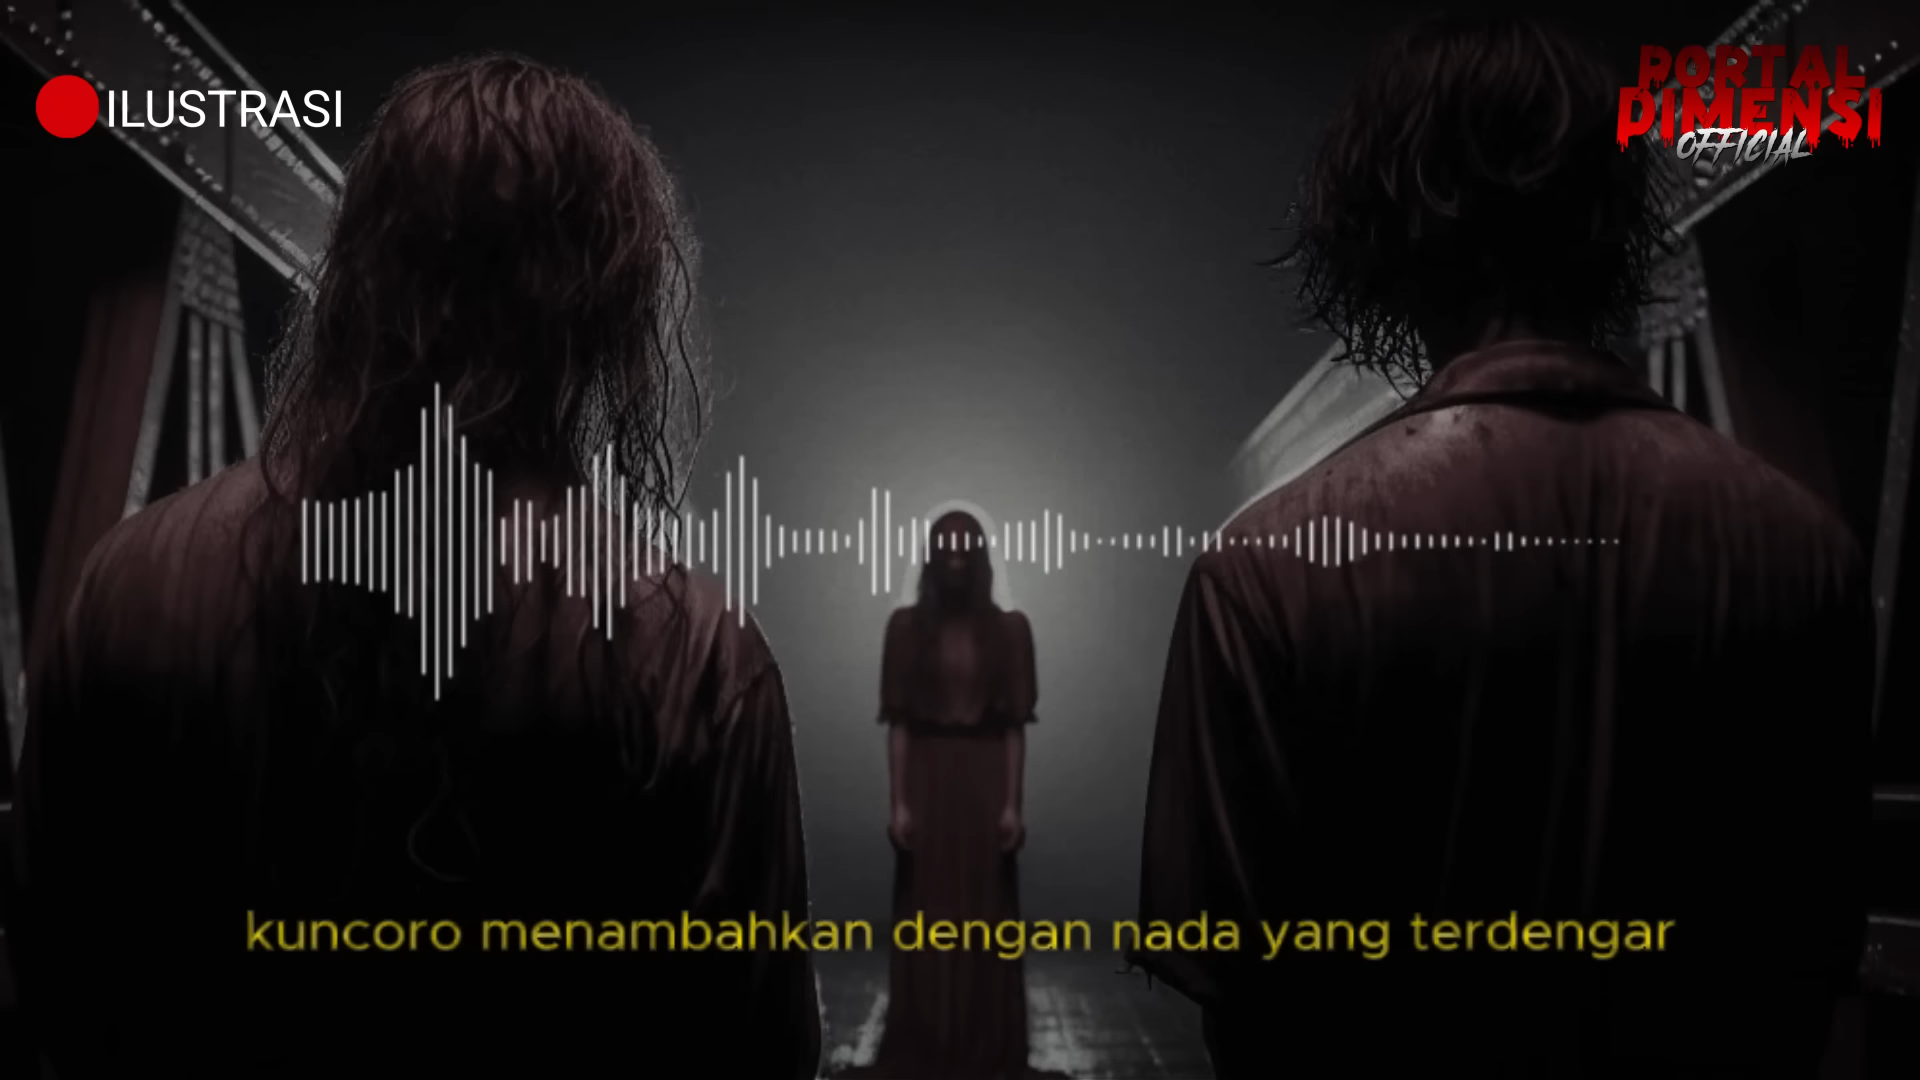 ILUSTRASI
PORTAL
DIMENSI
OFFICIAL
kuncoro menambahkan dengan nada yang terdengar